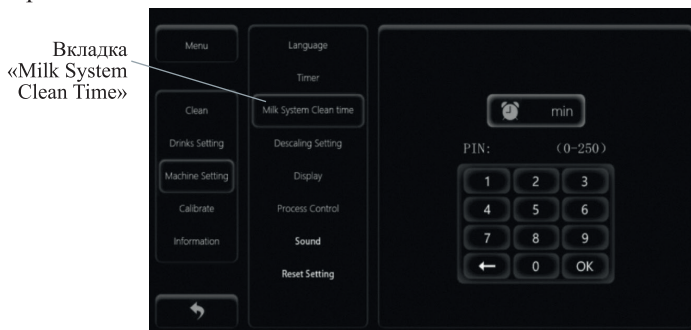 Вкладка
«Milk System
Clean Time»
Menu
Clean
Drinks Setting
Machine Setting
Calibrate
Information
Language
Timer
Milk System Clean time
Descaling Setting
Display
Process Control
Sound
Reset Setting
min
PIN: (0-250)
1 2 3
4 5 6
7 8 9
← 0 OK